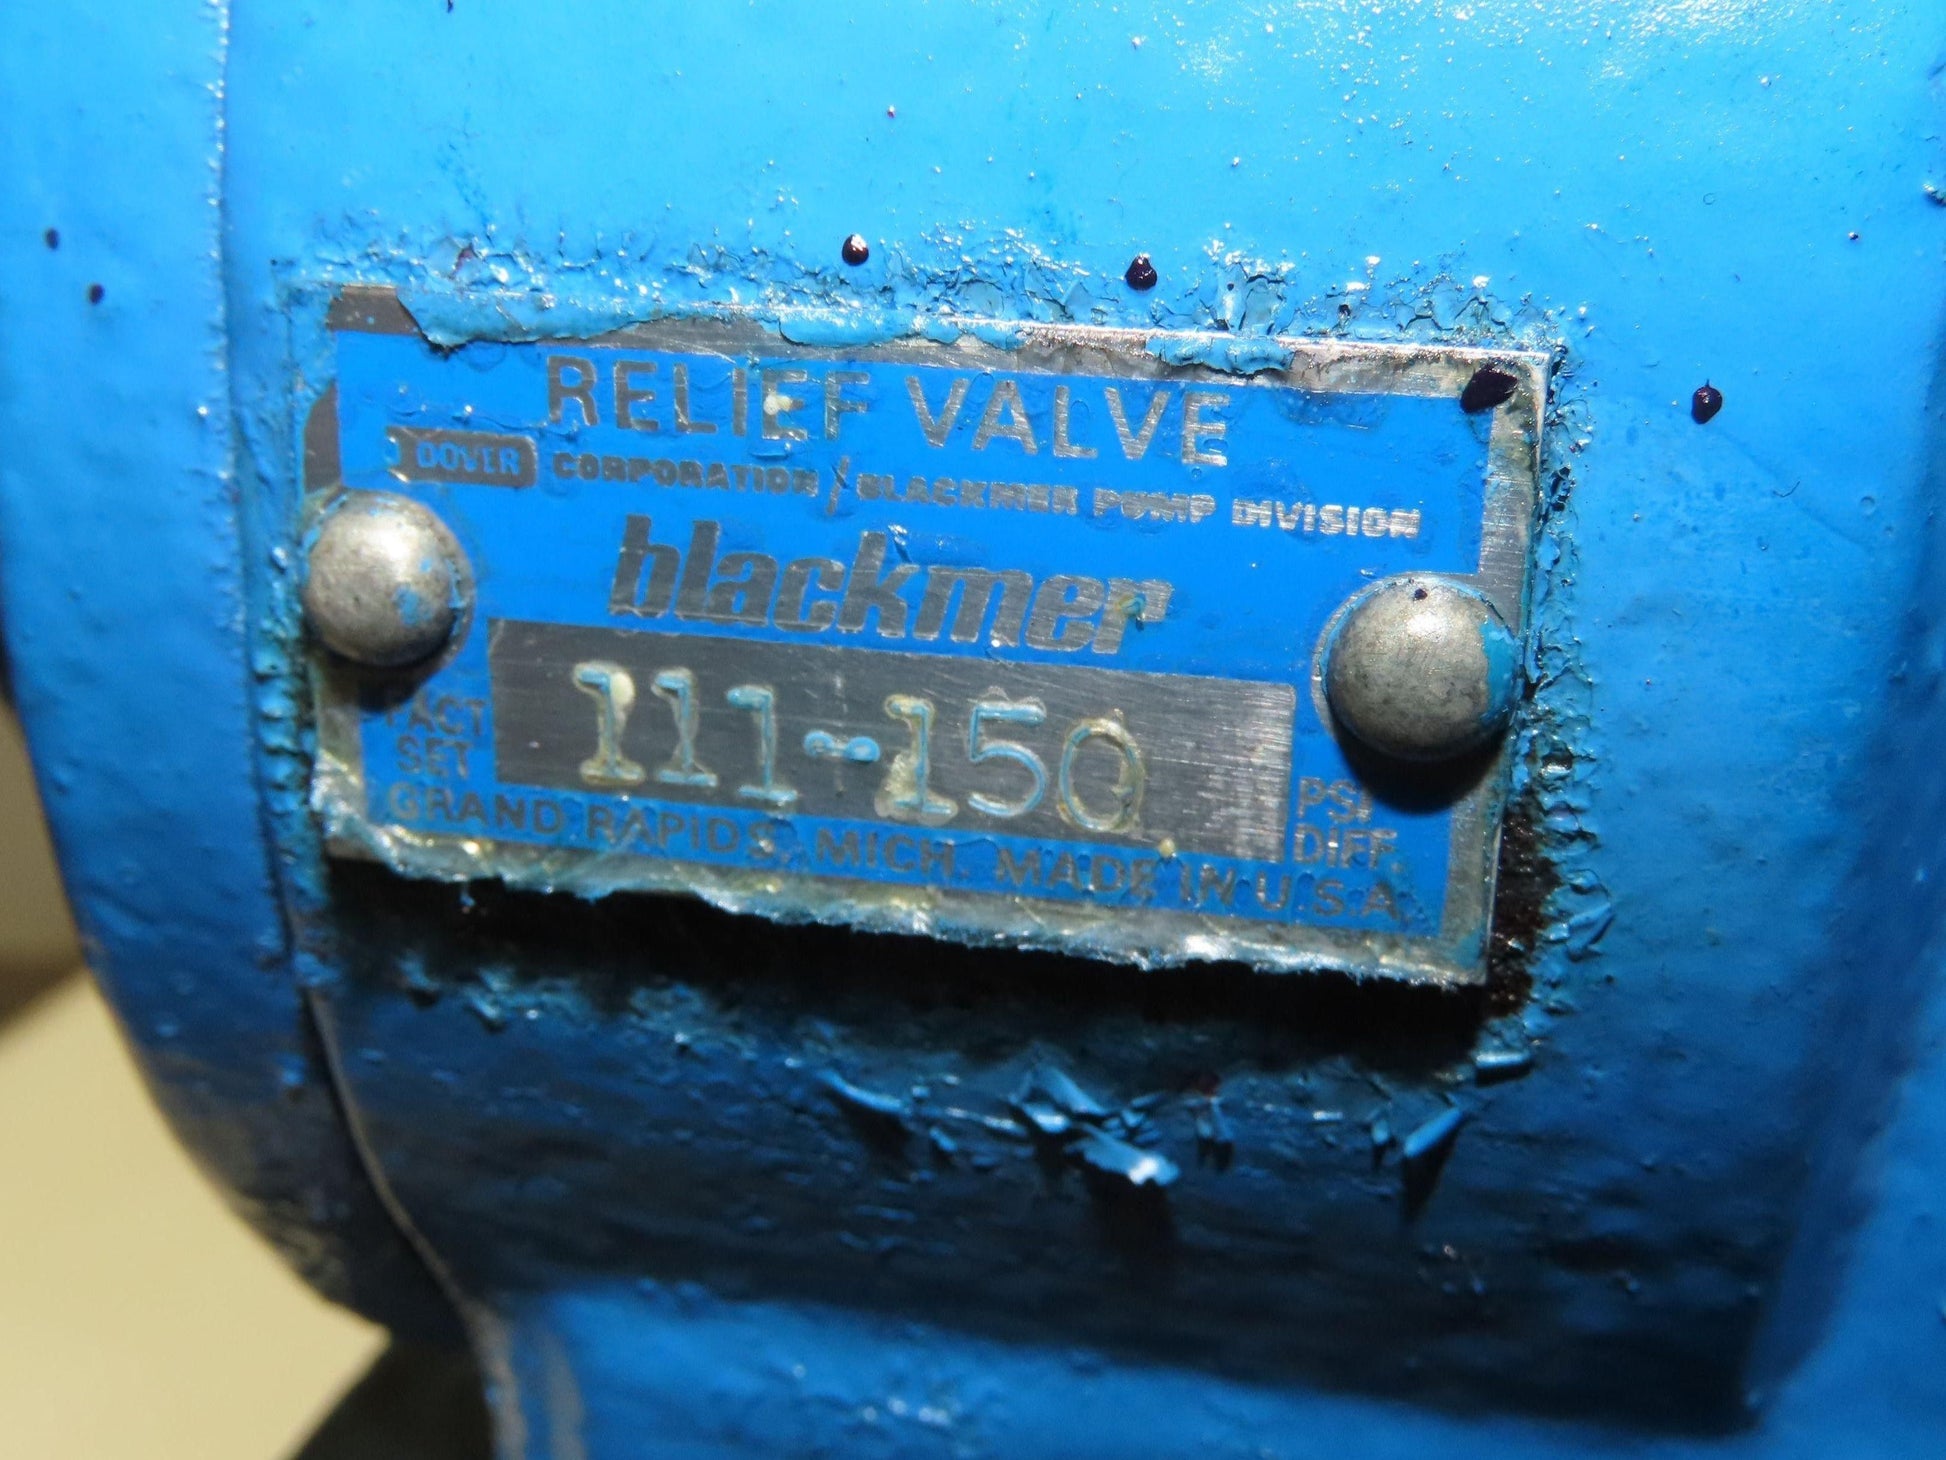 RELIEF VALVE
DOVER CORPORATION/BLACKMER PUMP DIVISION
blackmer
FACT SET 111-150 PSI DIFF.
GRAND RAPIDS, MICH. MADE IN U.S.A.